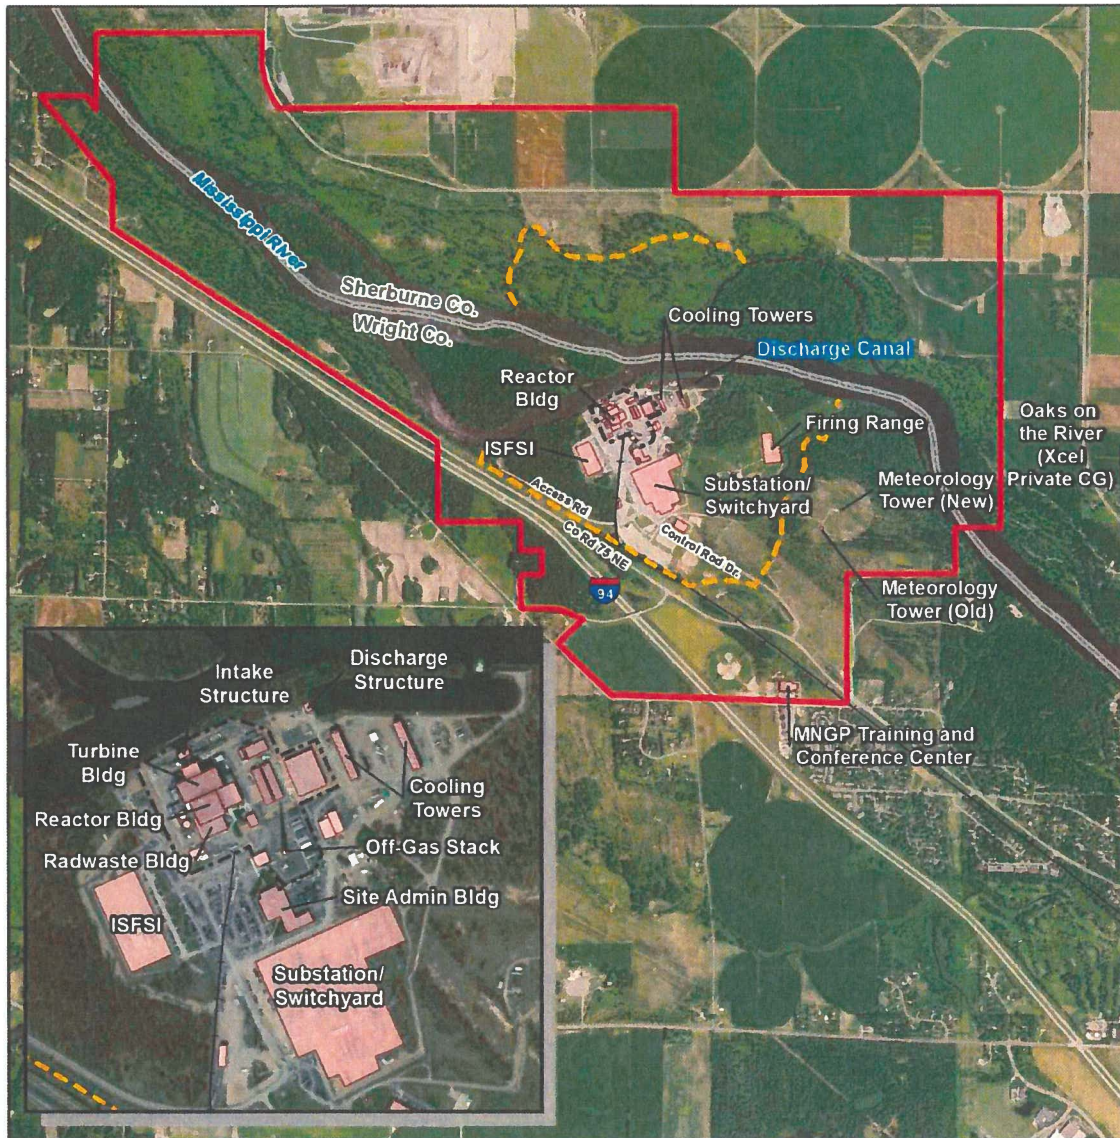 Mississippi River
Sherburne Co.
Wright Co.
Cooling Towers
Discharge Canal
Reactor
Bldg
Firing Range
ISFSI
Substation/
Switchyard
Oaks on
the River
(Xcel
Private CG)
Meteorology
Tower (New)
Access Rd
Co Rd 75 NE
Control Rod Dr.
94
Meteorology
Tower (Old)
MNGP Training and
Conference Center
Intake
Structure
Discharge
Structure
Turbine
Bldg
Reactor Bldg
Cooling
Towers
Radwaste Bldg
Off-Gas Stack
Site Admin Bldg
ISFSI
Substation/
Switchyard